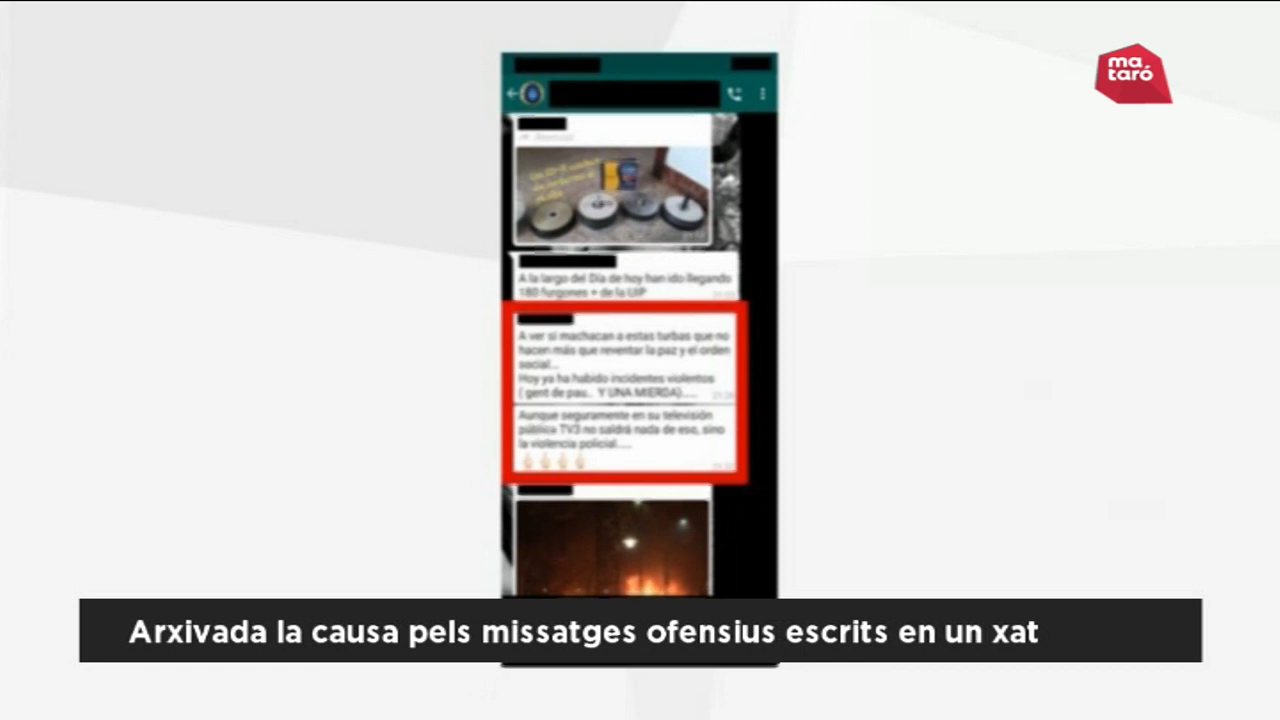 ma
taró
A la largo del Día de hoy han ido llegando
180 furgones + de la UIP
A ver si machacan a estas turbas que no
hacen más que reventar la paz y el orden
social...
Hoy ya ha habido incidentes violentos
( gent de pau.. Y UNA MIERDA).....
Aunque seguramente en su televisión
pública TV3 no saldrá nada de eso, sino
la violencia policial.....
Arxivada la causa pels missatges ofensius escrits en un xat